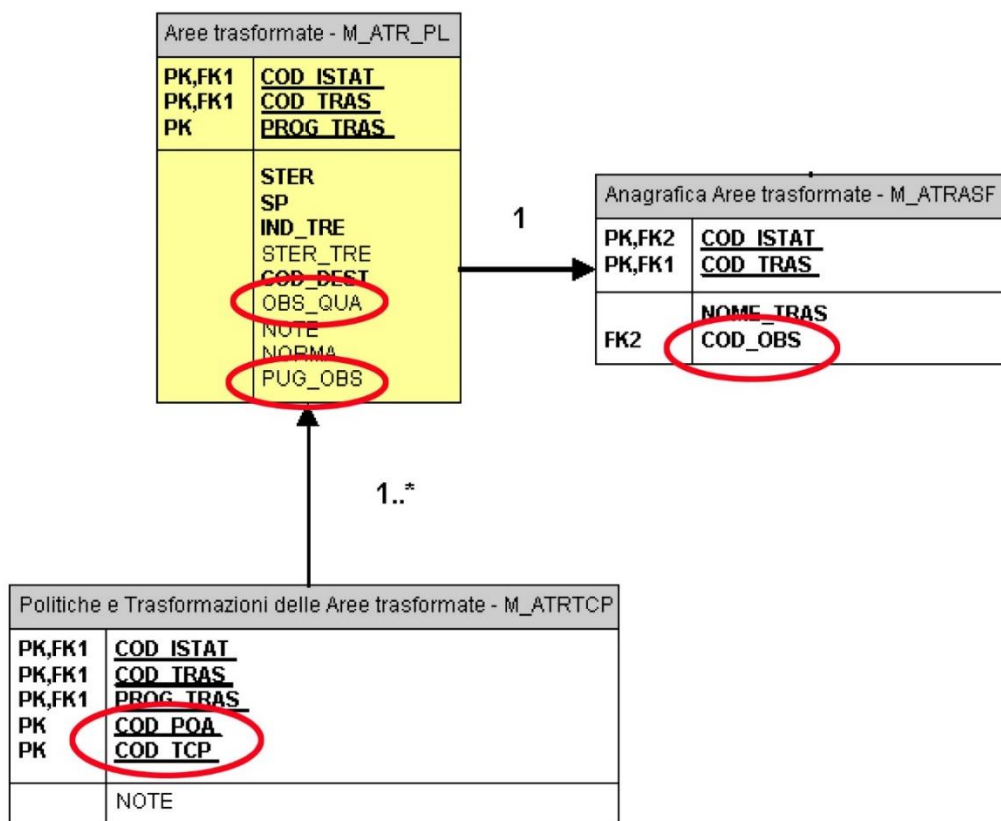 Aree trasformate - M_ATR_PL
PK,FK1 COD_ISTAT
PK,FK1 COD_TRAS
PK PROG_TRAS
STER
SP
IND_TRE
STER_TRE
COD_DEST
OBS_QUA
NOTE
NORMA
PUG_OBS
1
Anagrafica Aree trasformate - M_ATRASF
PK,FK2 COD_ISTAT
PK,FK1 COD_TRAS
NOME_TRAS
FK2 COD_OBS
1..*
Politiche e Trasformazioni delle Aree trasformate - M_ATRTCP
PK,FK1 COD_ISTAT
PK,FK1 COD_TRAS
PK,FK1 PROG_TRAS
PK COD_POA
PK COD_TCP
NOTE